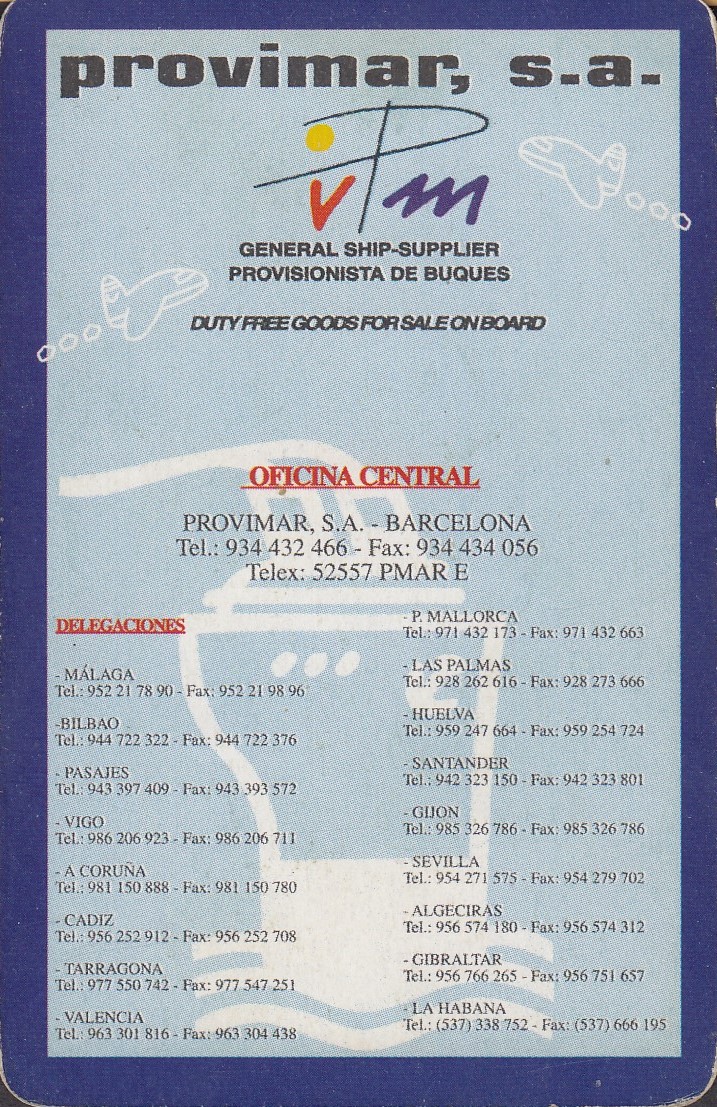 provimar, s.a.
iPvm
GENERAL SHIP-SUPPLIER
PROVISIONISTA DE BUQUES
DUTY FREE GOODS FOR SALE ON BOARD
OFICINA CENTRAL
PROVIMAR, S.A. - BARCELONA
Tel.: 934 432 466 - Fax: 934 434 056
Telex: 52557 PMAR E
DELEGACIONES
- MÁLAGA
Tel.: 952 21 78 90 - Fax: 952 21 98 96
-BILBAO
Tel.: 944 722 322 - Fax: 944 722 376
- PASAJES
Tel.: 943 397 409 - Fax: 943 393 572
- VIGO
Tel.: 986 206 923 - Fax: 986 206 711
- A CORUÑA
Tel.: 981 150 888 - Fax: 981 150 780
- CADIZ
Tel.: 956 252 912 - Fax: 956 252 708
- TARRAGONA
Tel.: 977 550 742 - Fax: 977 547 251
- VALENCIA
Tel.: 963 301 816 - Fax: 963 304 438
- P. MALLORCA
Tel.: 971 432 173 - Fax: 971 432 663
- LAS PALMAS
Tel.: 928 262 616 - Fax: 928 273 666
- HUELVA
Tel.: 959 247 664 - Fax: 959 254 724
- SANTANDER
Tel.: 942 323 150 - Fax: 942 323 801
- GIJON
Tel.: 985 326 786 - Fax: 985 326 786
- SEVILLA
Tel.: 954 271 575 - Fax: 954 279 702
- ALGECIRAS
Tel.: 956 574 180 - Fax: 956 574 312
- GIBRALTAR
Tel.: 956 766 265 - Fax: 956 751 657
- LA HABANA
Tel.: (537) 338 752 - Fax: (537) 666 195